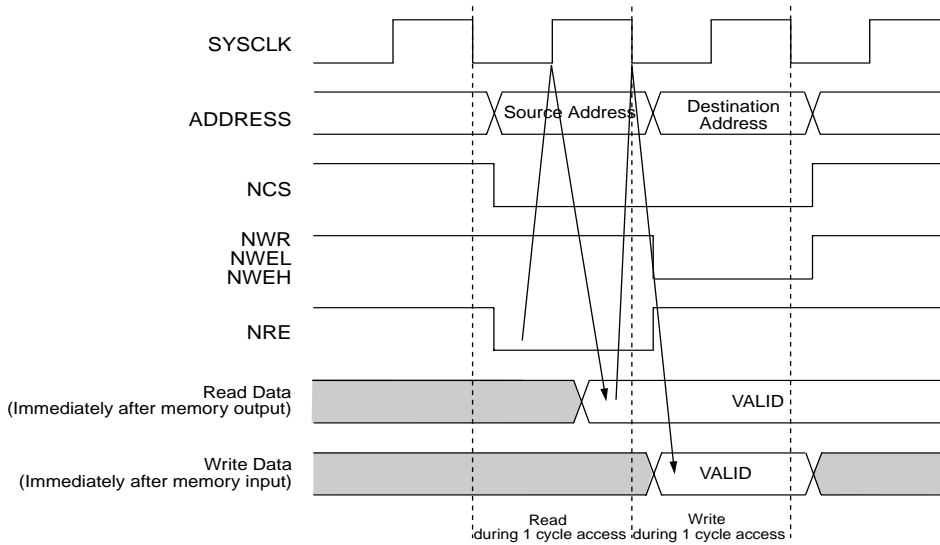 SYSCLK
ADDRESS
Source Address
Destination
Address
NCS
NWR
NWEL
NWEH
NRE
Read Data
(Immediately after memory output)
VALID
Write Data
(Immediately after memory input)
VALID
Read
during 1 cycle access
Write
during 1 cycle access